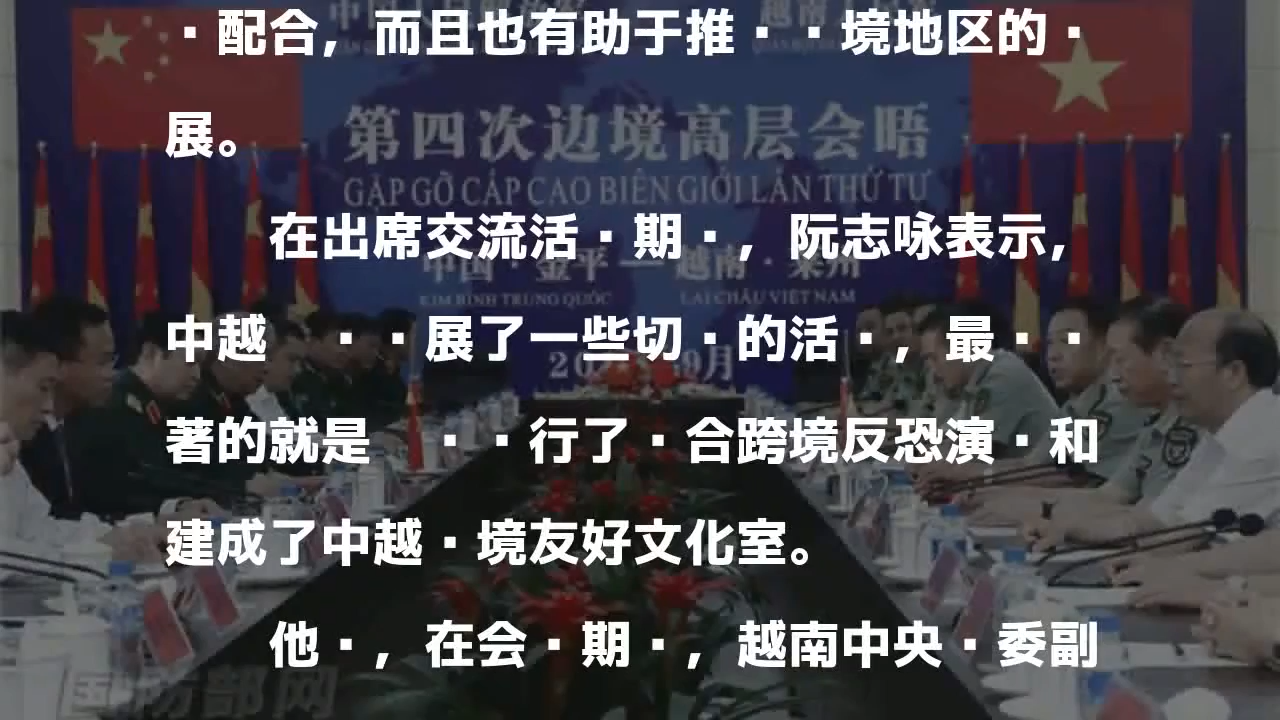 ·配合，而且也有助于推··境地区的·
展。
在出席交流活·期·，阮志咏表示，
中越 ··展了一些切·的活·，最··
著的就是 ··行了·合跨境反恐演·和
建成了中越·境友好文化室。
他·，在会·期·，越南中央·委副
第四次边境高层会晤
GẶP GỠ CẤP CAO BIÊN GIỚI LẦN THỨ TƯ
中国·金平—越南·莱州
KIM BÌNH TRUNG QUỐC LAI CHÂU VIỆT NAM
国防部网